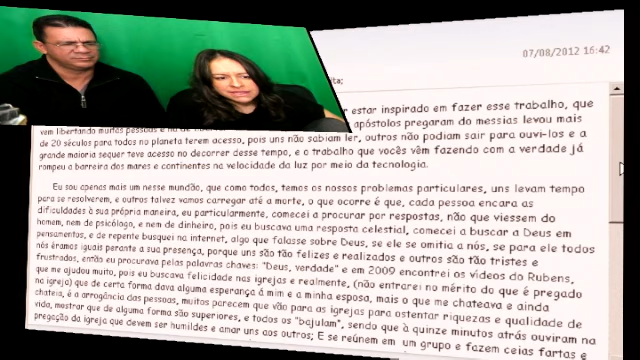 07/08/2012 16:42
estar inspirado em fazer esse trabalho, que
apóstolos pregaram do messias levou mais
vem libertando muitas pessoas e
de 20 séculos para todos no planeta terem acesso, pois uns não sabiam ler, outros não podiam sair para ouvi-los e a
grande maioria sequer teve acesso no decorrer desse tempo, e o trabalho que vocês vêm fazendo com a verdade já
rompeu a barreira dos mares e continentes na velocidade da luz por meio da tecnologia.
Eu sou apenas mais um nesse mundão, que como todos, temos os nossos problemas particulares, uns levam tempo
para se resolverem, e outros talvez vamos carregar até a morte, o que ocorre é que, cada pessoa encara as
dificuldades à sua própria maneira, eu particularmente, comecei a procurar por respostas, não que viessem do
homem, nem de psicólogo, e nem de dinheiro, pois eu buscava uma resposta celestial, comecei a buscar a Deus em
pensamentos, e de repente busquei na internet, algo que falasse sobre Deus, se ele se omitia a nós, se para ele todos
nós éramos iguais perante a sua presença, porque uns são tão felizes e realizados e outros são tão tristes e
frustrados, então eu procurava pelas palavras chaves: "Deus, verdade" e em 2009 encontrei os vídeos do Rubens,
que me ajudou muito, pois eu buscava felicidade nas igrejas e realmente, (não entrarei no mérito do que é pregado
na igreja) que de certa forma dava alguma esperança á mim e a minha esposa, mais o que me chateava e ainda
chateia, é a arrogância das pessoas, muitos parecem que vão para as igrejas para ostentar riquezas e qualidade de
vida, mostrar que de alguma forma são superiores, e todos os "bajulam", sendo que à quinze minutos atrás ouviram na
pregação da igreja que devem ser humildes e amar uns aos outros; E se reúnem em um grupo e fazem ceias fartas e